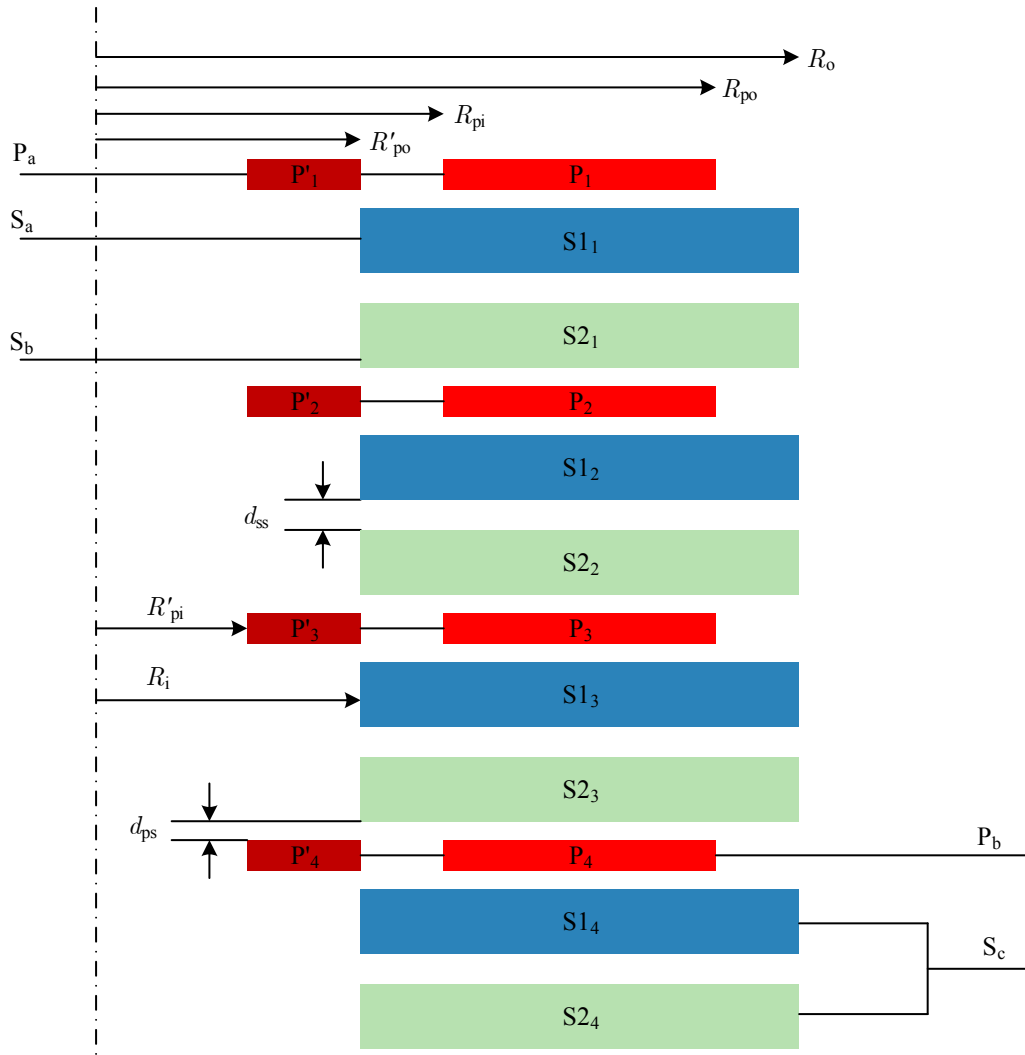 R_o
R_po
R_pi
R'_po
P_a P'_1 P_1
S_a S1_1
S_b S2_1
P'_2 P_2
S1_2
d_ss
S2_2
R'_pi P'_3 P_3
R_i S1_3
S2_3
d_ps
P'_4 P_4 P_b
S1_4
S_c
S2_4